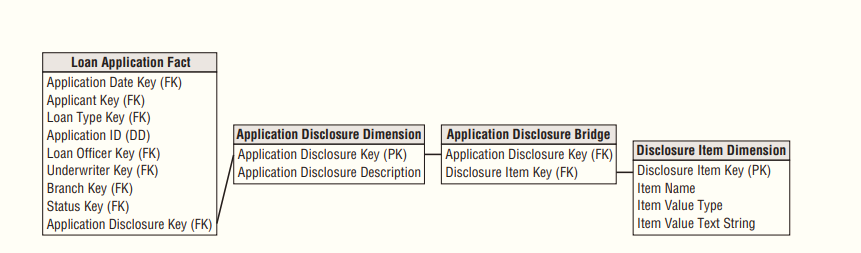 Loan Application Fact
Application Date Key (FK)
Applicant Key (FK)
Loan Type Key (FK)
Application ID (DD)
Loan Officer Key (FK)
Underwriter Key (FK)
Branch Key (FK)
Status Key (FK)
Application Disclosure Key (FK)
Application Disclosure Dimension
Application Disclosure Key (PK)
Application Disclosure Description
Application Disclosure Bridge
Application Disclosure Key (FK)
Disclosure Item Key (FK)
Disclosure Item Dimension
Disclosure Item Key (PK)
Item Name
Item Value Type
Item Value Text String